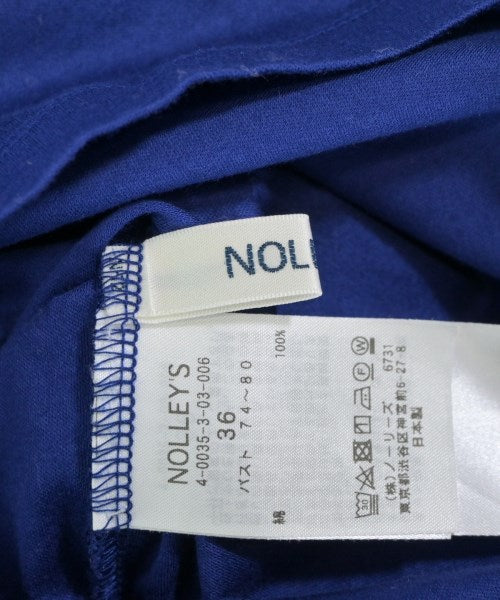 NOLL
NOLLEY'S
4-0035-3-03-006
36
バスト 74～80
綿 100%
6731
(株)ノーリーズ
東京都渋谷区神宮前6-27-8
日本製